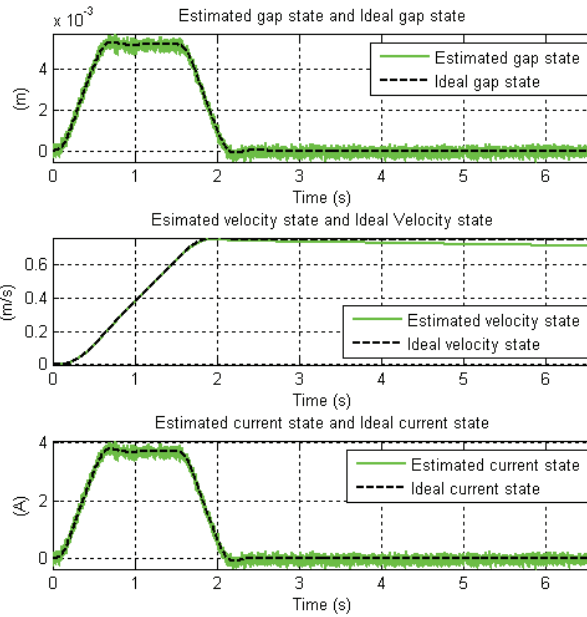 Estimated gap state and Ideal gap state
x 10^-3
4
2
0
(m)
Estimated gap state
Ideal gap state
0 1 2 3 4 5 6
Time (s)
Esimated velocity state and Ideal Velocity state
0.6
0.4
0.2
0
(m/s)
Estimated velocity state
Ideal velocity state
0 1 2 3 4 5 6
Time (s)
Estimated current state and Ideal current state
4
2
0
(A)
Estimated current state
Ideal current state
0 1 2 3 4 5 6
Time (s)